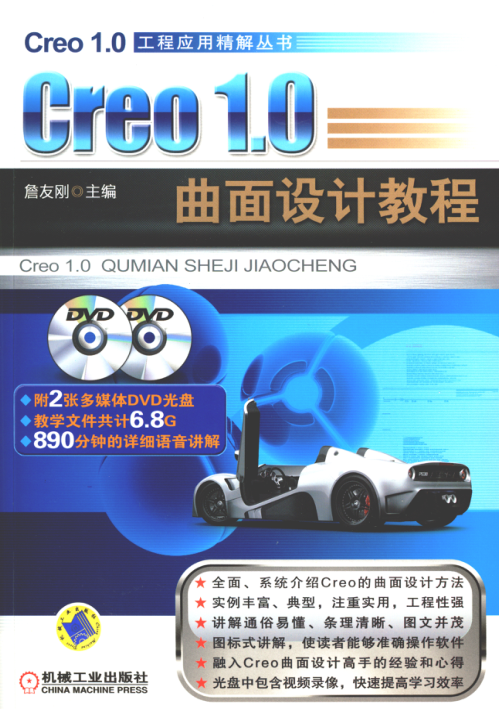 Creo 1.0 工程应用精解丛书
Creo 1.0
詹友刚◎主编
曲面设计教程
Creo 1.0 QUMIAN SHEJI JIAOCHENG
DVD DVD
◆附2张多媒体DVD光盘
◆教学文件共计6.8G
◆890分钟的详细语音讲解
★全面、系统介绍Creo的曲面设计方法
★实例丰富、典型，注重实用，工程性强
★讲解通俗易懂、条理清晰、图文并茂
★图标式讲解，使读者能够准确操作软件
★融入Creo曲面设计高手的经验和心得
★光盘中包含视频录像，快速提高学习效率
机械工业出版社
CHINA MACHINE PRESS